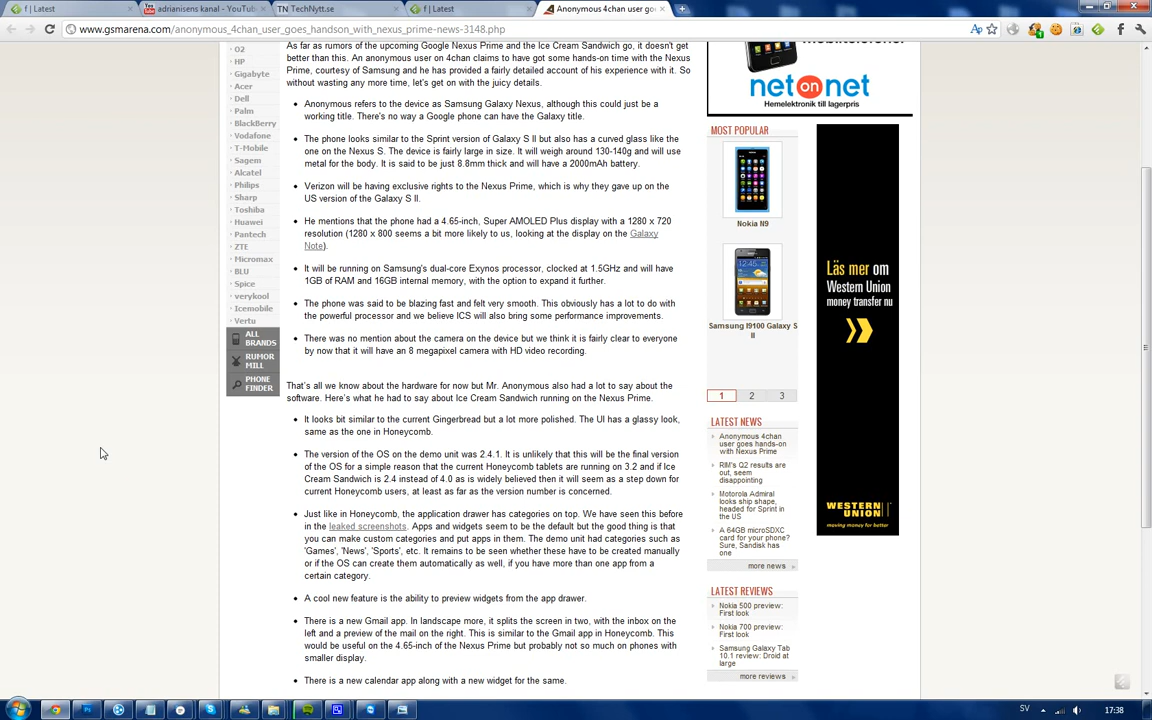 f | Latest
adrianisens kanal - YouTu
TechNytt.se
f | Latest
Anonymous 4chan user goe
www.gsmarena.com/anonymous_4chan_user_goes_handson_with_nexus_prime-news-3148.php
O2
HP
Gigabyte
Acer
Dell
Palm
BlackBerry
Vodafone
T-Mobile
Sagem
Alcatel
Philips
Sharp
Toshiba
Huawei
Pantech
ZTE
Micromax
BLU
Spice
verykool
Icemobile
Vertu
ALL
BRANDS
RUMOR
MILL
PHONE
FINDER
As far as rumors of the upcoming Google Nexus Prime and the Ice Cream Sandwich go, it doesn't get
better than this. An anonymous user on 4chan claims to have got some hands-on time with the Nexus
Prime, courtesy of Samsung and he has provided a fairly detailed account of his experience with it. So
without wasting any more time, let's get on with the juicy details.
Anonymous refers to the device as Samsung Galaxy Nexus, although this could just be a
working title. There's no way a Google phone can have the Galaxy title.
The phone looks similar to the Sprint version of Galaxy S II but also has a curved glass like the
one on the Nexus S. The device is fairly large in size. It will weigh around 130-140g and will use
metal for the body. It is said to be just 8.8mm thick and will have a 2000mAh battery.
Verizon will be having exclusive rights to the Nexus Prime, which is why they gave up on the
US version of the Galaxy S II.
He mentions that the phone had a 4.65-inch, Super AMOLED Plus display with a 1280 x 720
resolution (1280 x 800 seems a bit more likely to us, looking at the display on the Galaxy
Note).
It will be running on Samsung's dual-core Exynos processor, clocked at 1.5GHz and will have
1GB of RAM and 16GB internal memory, with the option to expand it further.
The phone was said to be blazing fast and felt very smooth. This obviously has a lot to do with
the powerful processor and we believe ICS will also bring some performance improvements.
There was no mention about the camera on the device but we think it is fairly clear to everyone
by now that it will have an 8 megapixel camera with HD video recording.
That's all we know about the hardware for now but Mr. Anonymous also had a lot to say about the
software. Here's what he had to say about Ice Cream Sandwich running on the Nexus Prime.
It looks bit similar to the current Gingerbread but a lot more polished. The UI has a glassy look,
same as the one in Honeycomb.
The version of the OS on the demo unit was 2.4.1. It is unlikely that this will be the final version
of the OS for a simple reason that the current Honeycomb tablets are running on 3.2 and if Ice
Cream Sandwich is 2.4 instead of 4.0 as is widely believed then it will seem as a step down for
current Honeycomb users, at least as far as the version number is concerned.
Just like in Honeycomb, the application drawer has categories on top. We have seen this before
in the leaked screenshots. Apps and widgets seem to be the default but the good thing is that
you can make custom categories and put apps in them. The demo unit had categories such as
'Games', 'News', 'Sports', etc. It remains to be seen whether these have to be created manually
or if the OS can create them automatically as well, if you have more than one app from a
certain category.
A cool new feature is the ability to preview widgets from the app drawer.
There is a new Gmail app. In landscape more, it splits the screen in two, with the inbox on the
left and a preview of the mail on the right. This is similar to the Gmail app in Honeycomb. This
would be useful on the 4.65-inch of the Nexus Prime but probably not so much on phones with
smaller display.
There is a new calendar app along with a new widget for the same.
netonnet
Hemelektronik till lagerpris
MOST POPULAR
Nokia N9
Samsung I9100 Galaxy S
II
1 2 3
LATEST NEWS
Anonymous 4chan
user goes hands-on
with Nexus Prime
RIM's Q2 results are
out, seem
disappointing
Motorola Admiral
looks ship shape,
headed for Sprint in
the US
A 64GB microSDXC
card for your phone?
Sure, Sandisk has
one
more news
LATEST REVIEWS
Nokia 500 preview:
First look
Nokia 700 preview:
First look
Samsung Galaxy Tab
10.1 review: Droid at
large
more reviews
Läs mer om
Western Union
money transfer nu
WESTERN
UNION
moving money for better
SV
17:38